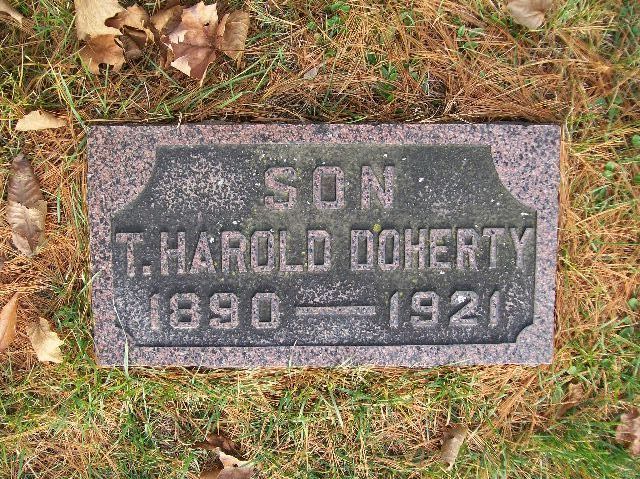 SON
T. HAROLD DOHERTY
1890 — 1921